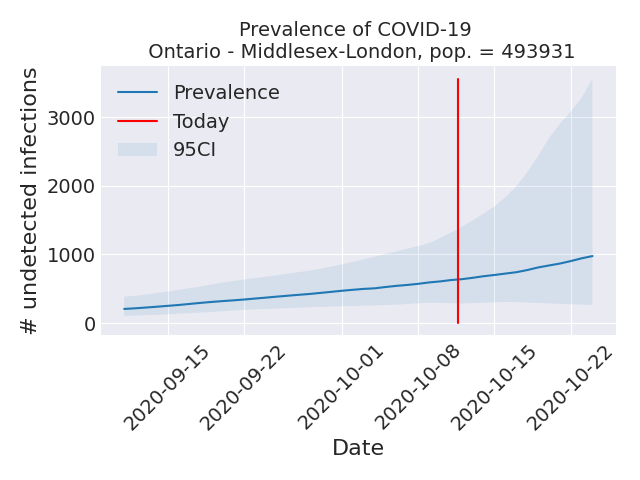 Prevalence of COVID-19
Ontario - Middlesex-London, pop. = 493931
Prevalence
Today
95CI
# undetected infections
3000
2000
1000
0
2020-09-15
2020-09-22
2020-10-01
2020-10-08
2020-10-15
2020-10-22
Date